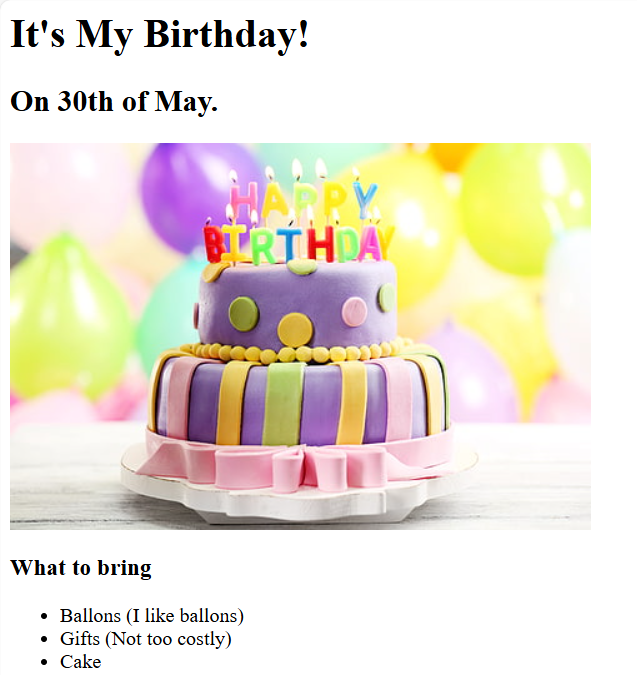 It's My Birthday!
On 30th of May.
HAPPY
BIRTHDAY
What to bring
Ballons (I like ballons)
Gifts (Not too costly)
Cake